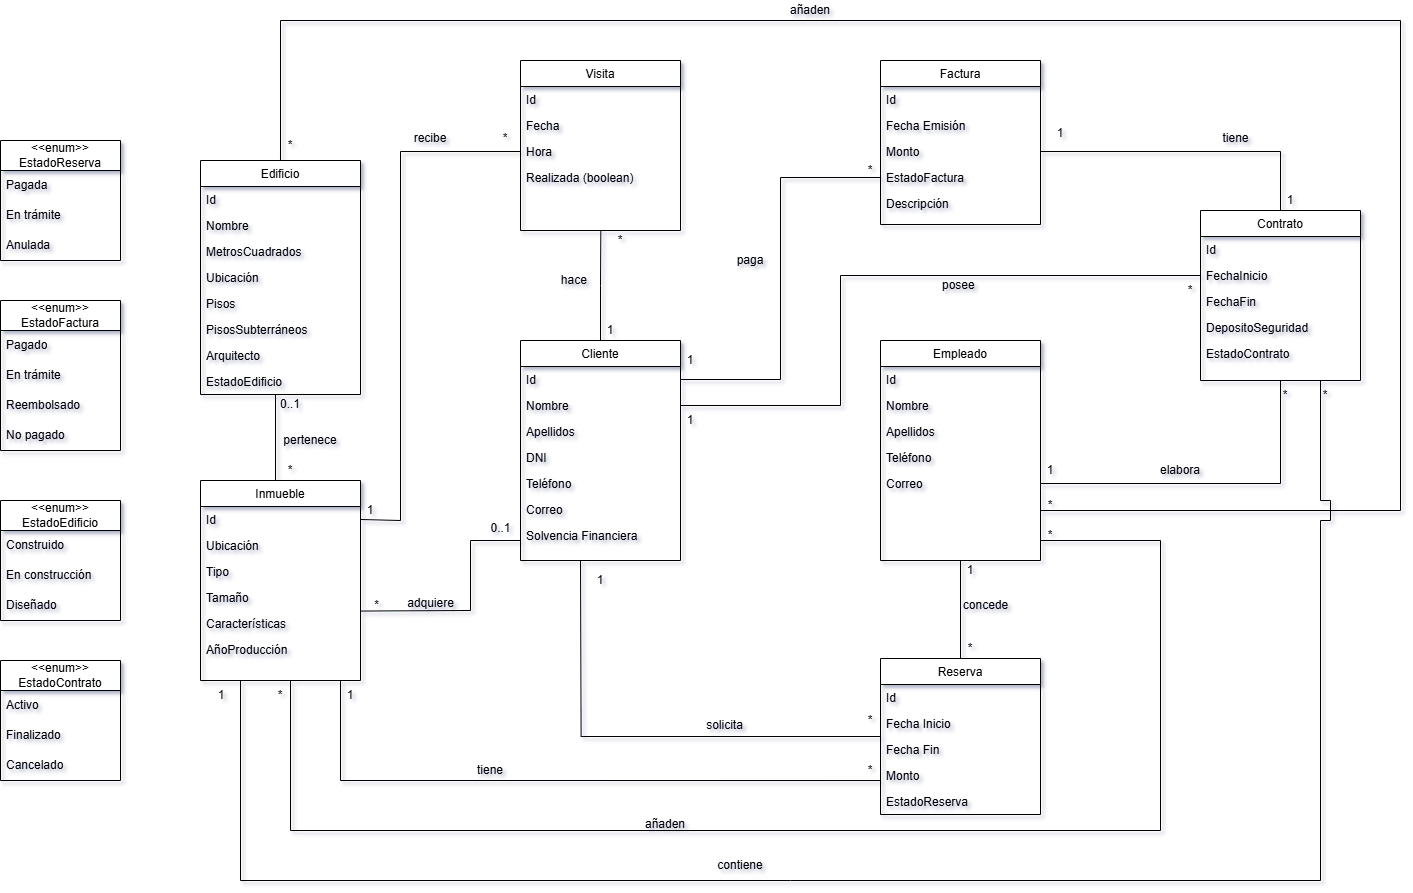 añaden
<<enum>>
EstadoReserva
Pagada
En trámite
Anulada
<<enum>>
EstadoFactura
Pagado
En trámite
Reembolsado
No pagado
<<enum>>
EstadoEdificio
Construido
En construcción
Diseñado
<<enum>>
EstadoContrato
Activo
Finalizado
Cancelado
*
Edificio
Id
Nombre
MetrosCuadrados
Ubicación
Pisos
PisosSubterráneos
Arquitecto
EstadoEdificio
0..1
pertenece
*
Inmueble
Id
Ubicación
Tipo
Tamaño
Características
AñoProducción
1
*
1
1
*
adquiere
0..1
recibe
*
Visita
Id
Fecha
Hora
Realizada (boolean)
*
hace
1
Cliente
Id
Nombre
Apellidos
DNI
Teléfono
Correo
Solvencia Financiera
1
1
1
paga
*
posee
*
Factura
Id
Fecha Emisión
Monto
EstadoFactura
Descripción
1
tiene
1
Contrato
Id
FechaInicio
FechaFin
DepositoSeguridad
EstadoContrato
*
*
Empleado
Id
Nombre
Apellidos
Teléfono
Correo
1
elabora
*
*
1
concede
*
Reserva
Id
Fecha Inicio
Fecha Fin
Monto
EstadoReserva
solicita
*
tiene
*
añaden
contiene